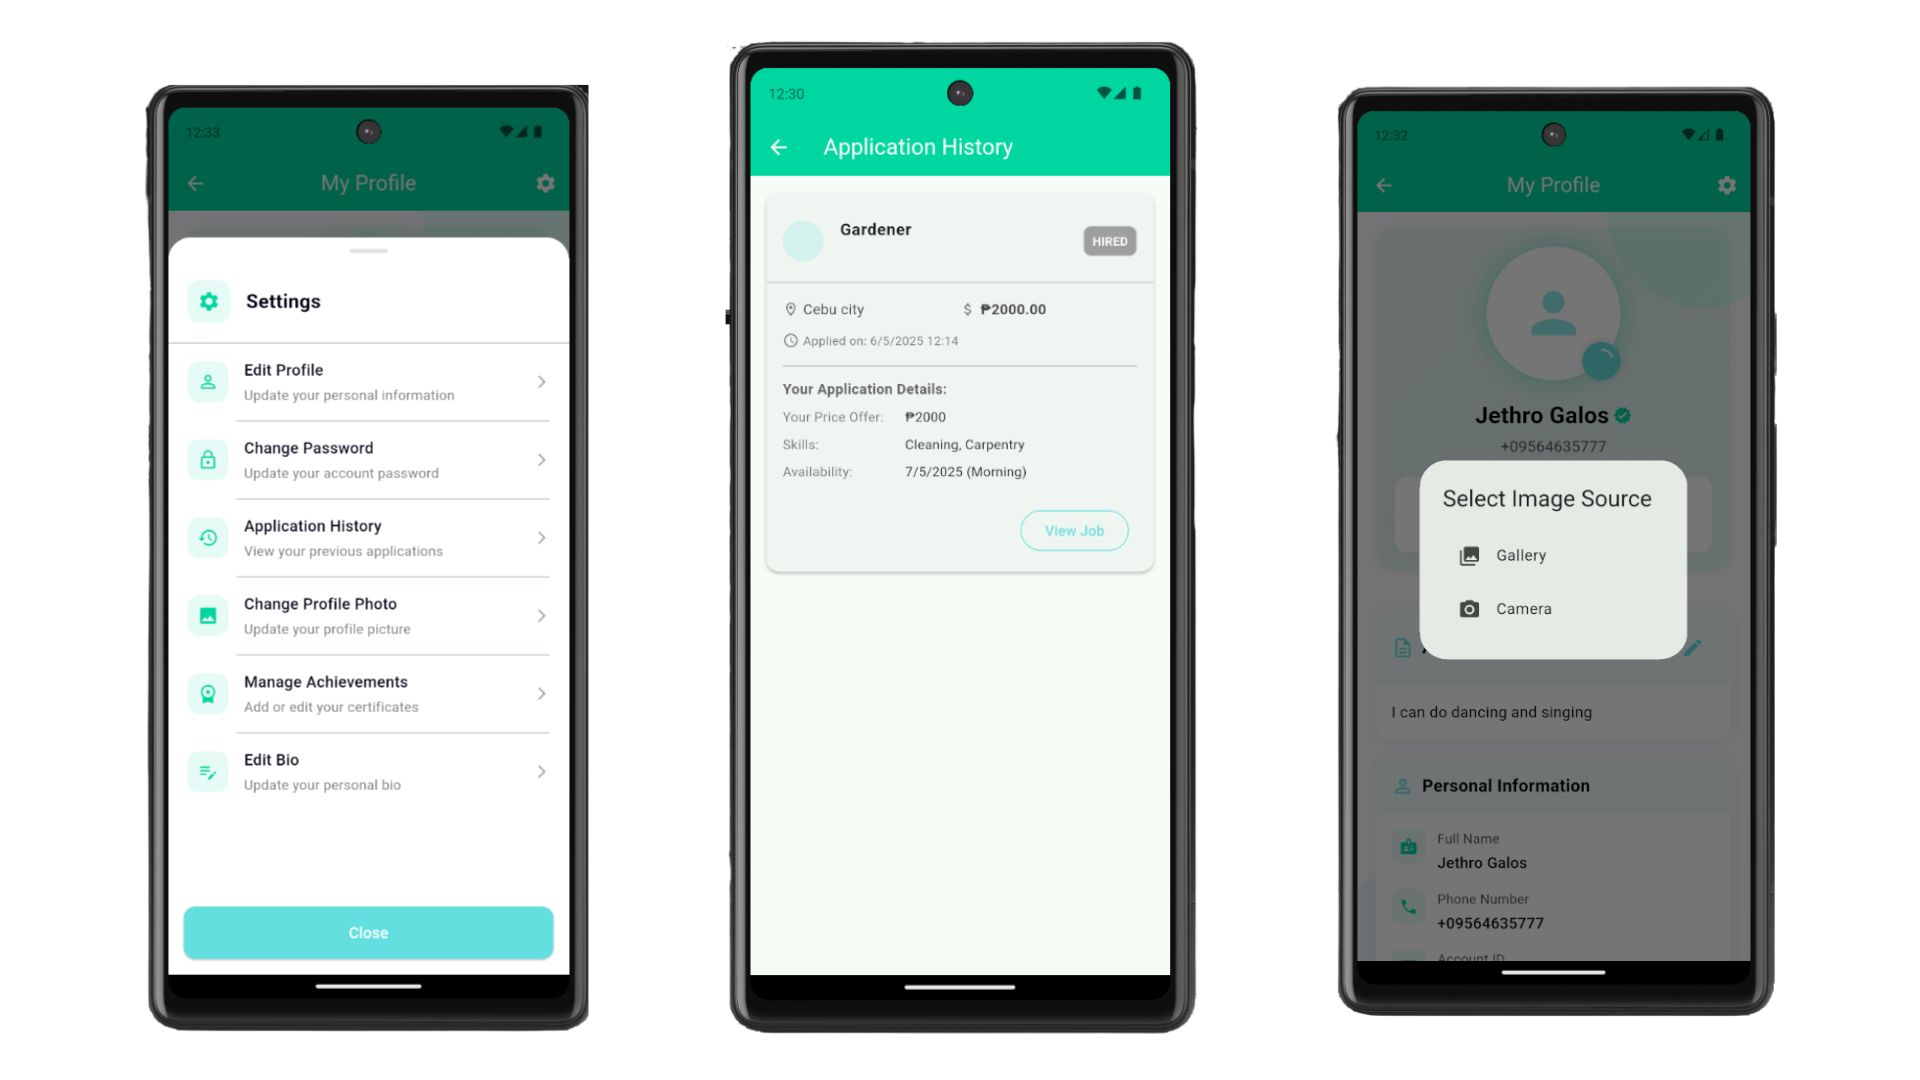 12:33
My Profile
Settings
Edit Profile
Update your personal information
Change Password
Update your account password
Application History
View your previous applications
Change Profile Photo
Update your profile picture
Manage Achievements
Add or edit your certificates
Edit Bio
Update your personal bio
Close
12:30
Application History
Gardener
HIRED
Cebu city
$ ₱2000.00
Applied on: 6/5/2025 12:14
Your Application Details:
Your Price Offer: ₱2000
Skills: Cleaning, Carpentry
Availability: 7/5/2025 (Morning)
View Job
12:32
My Profile
Jethro Galos
+09564635777
Select Image Source
Gallery
Camera
I can do dancing and singing
Personal Information
Full Name
Jethro Galos
Phone Number
+09564635777
Account ID